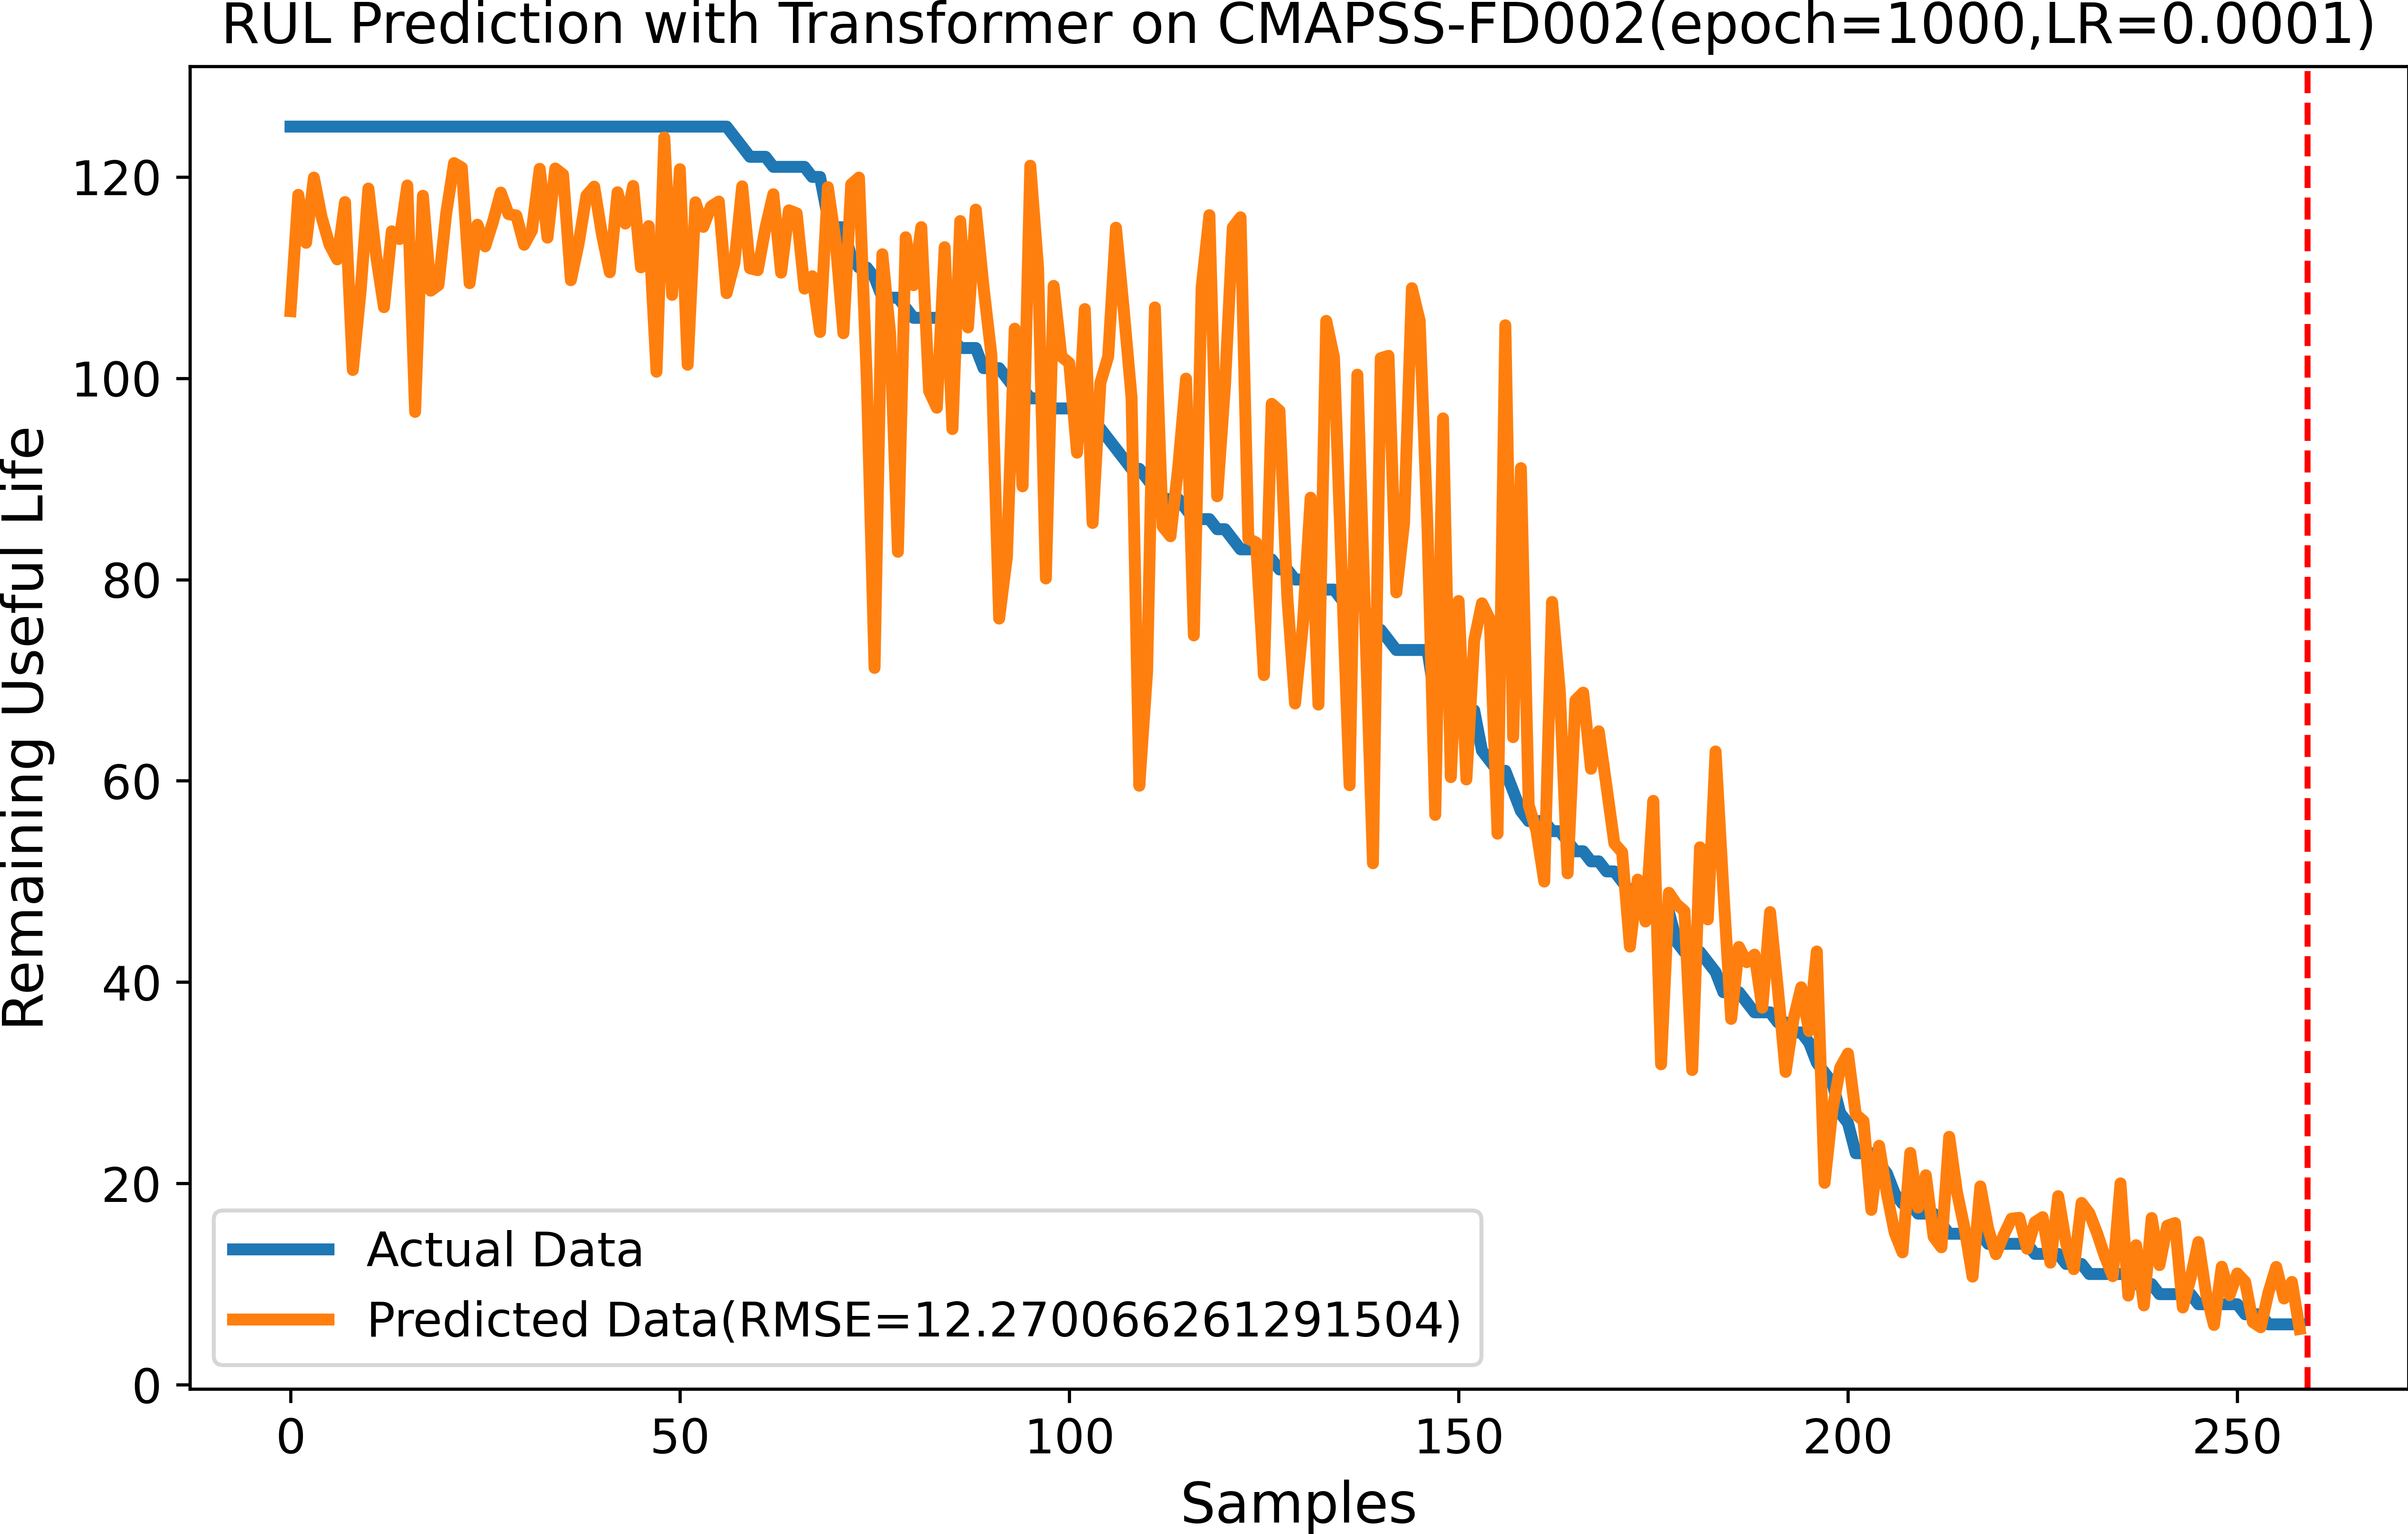 RUL Prediction with Transformer on CMAPSS-FD002(epoch=1000,LR=0.0001)
Remaining Useful Life
120
100
80
60
40
20
0
Actual Data
Predicted Data(RMSE=12.270066261291504)
0 50 100 150 200 250
Samples